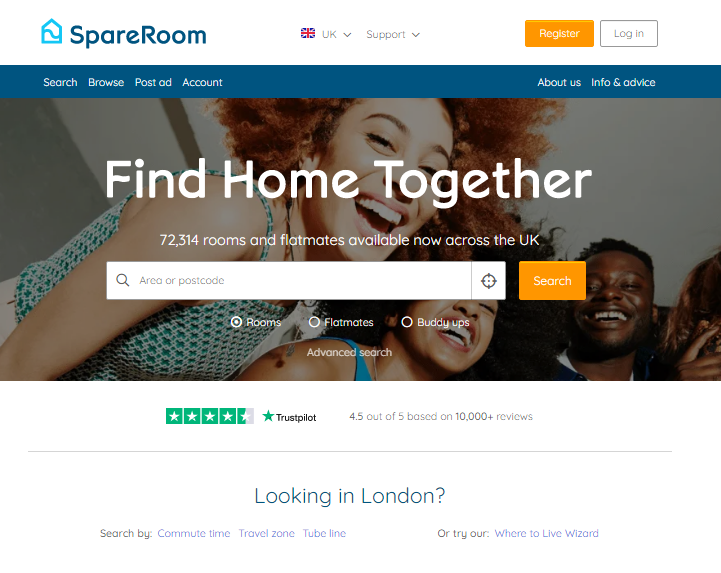 SpareRoom
UK Support Register Log in
Search Browse Post ad Account About us Info & advice
Find Home Together
72,314 rooms and flatmates available now across the UK
Area or postcode Search
Rooms Flatmates Buddy ups
Advanced search
Trustpilot 4.5 out of 5 based on 10,000+ reviews
Looking in London?
Search by: Commute time Travel zone Tube line Or try our: Where to Live Wizard